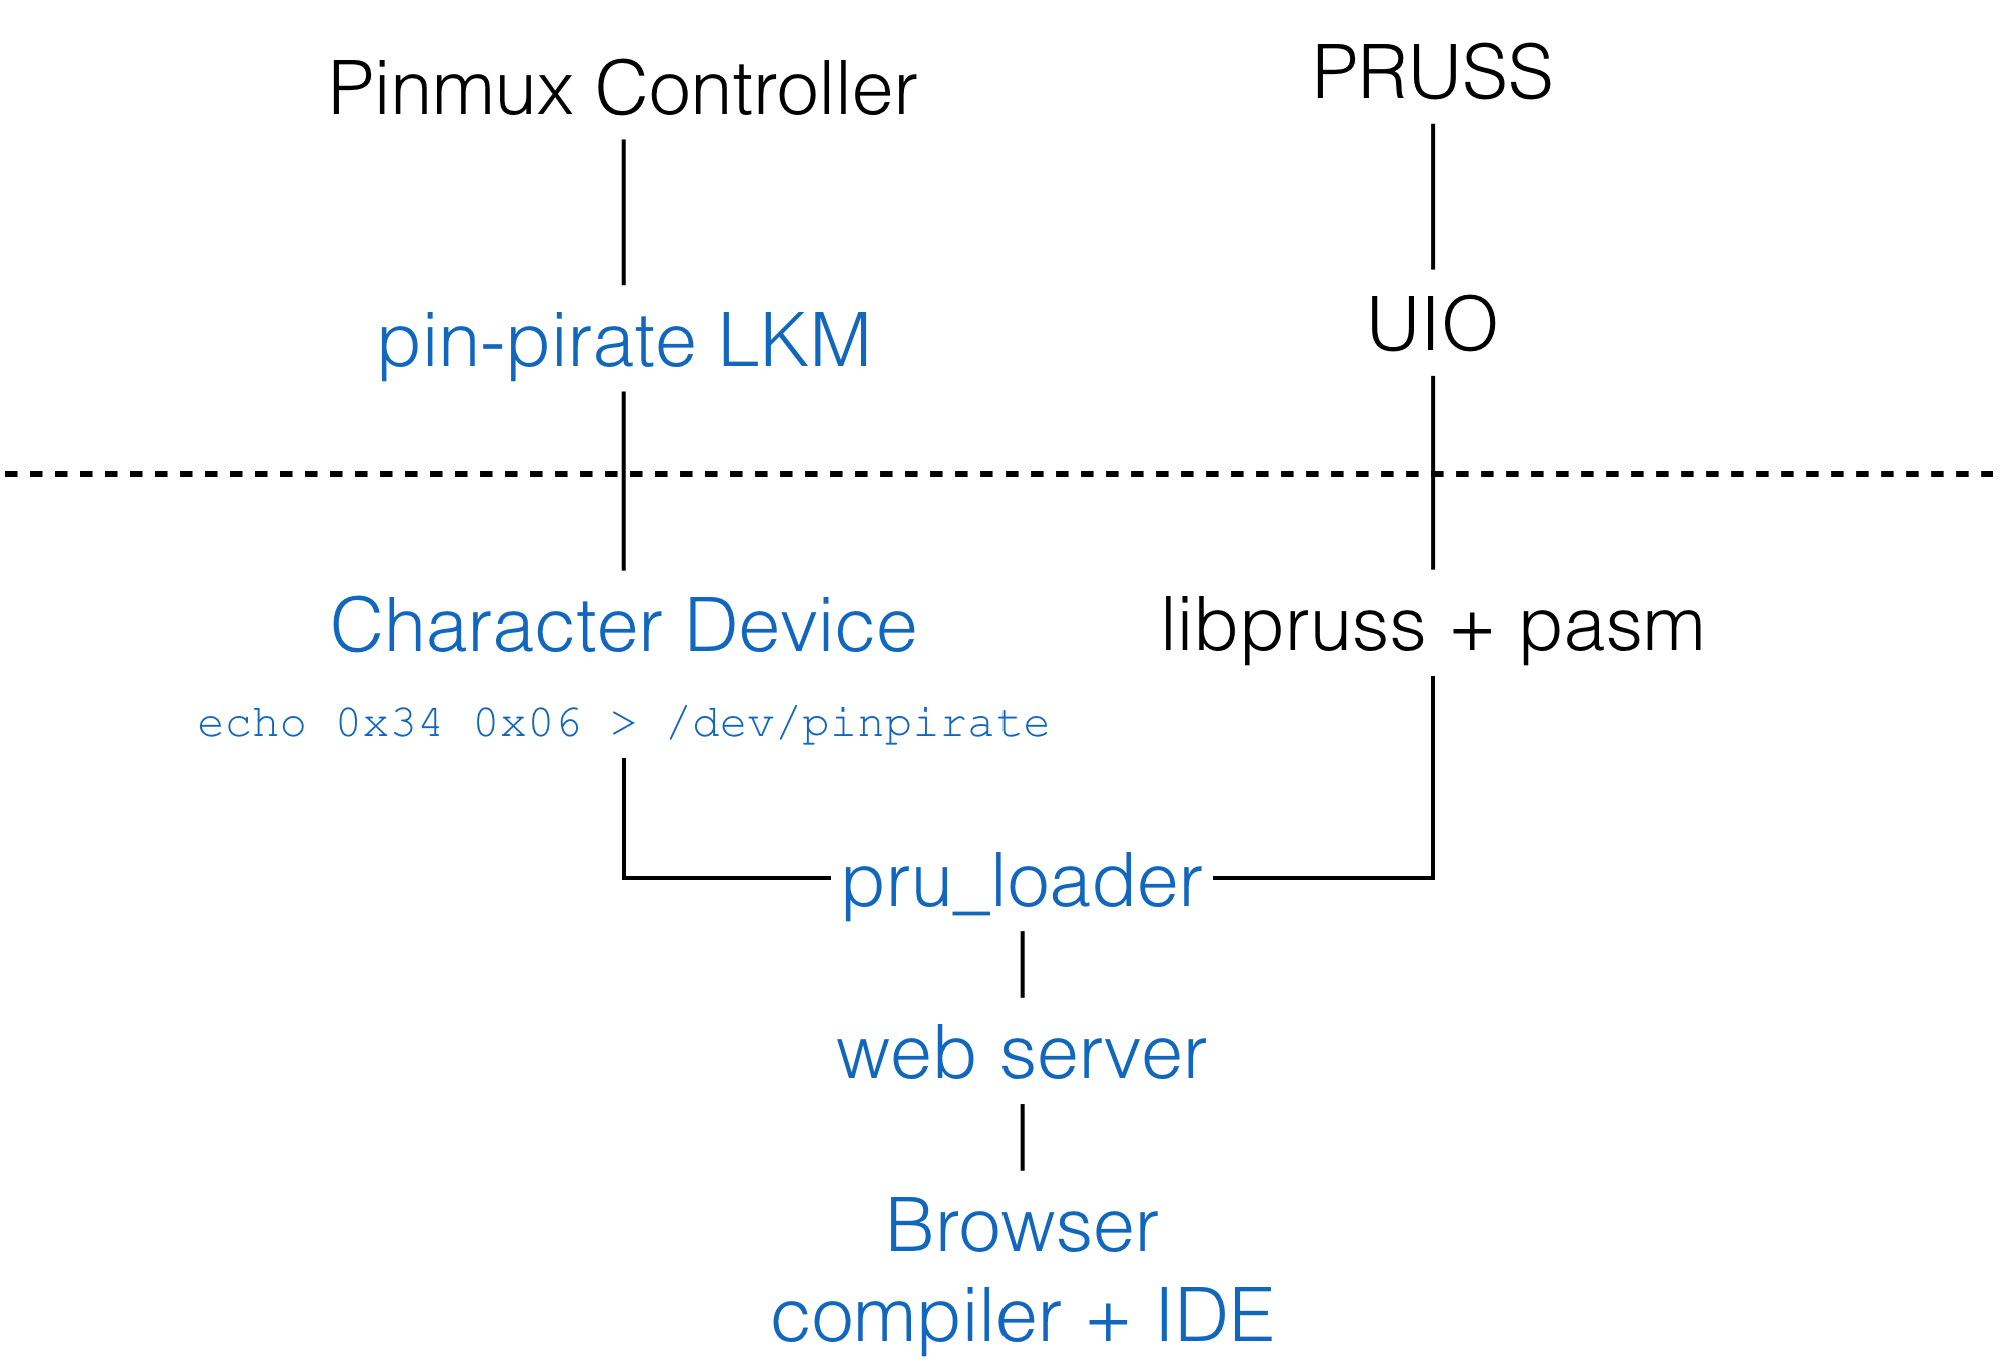 Pinmux Controller
PRUSS
pin-pirate LKM
UIO
Character Device
libpruss + pasm
echo 0x34 0x06 > /dev/pinpirate
pru_loader
web server
Browser
compiler + IDE